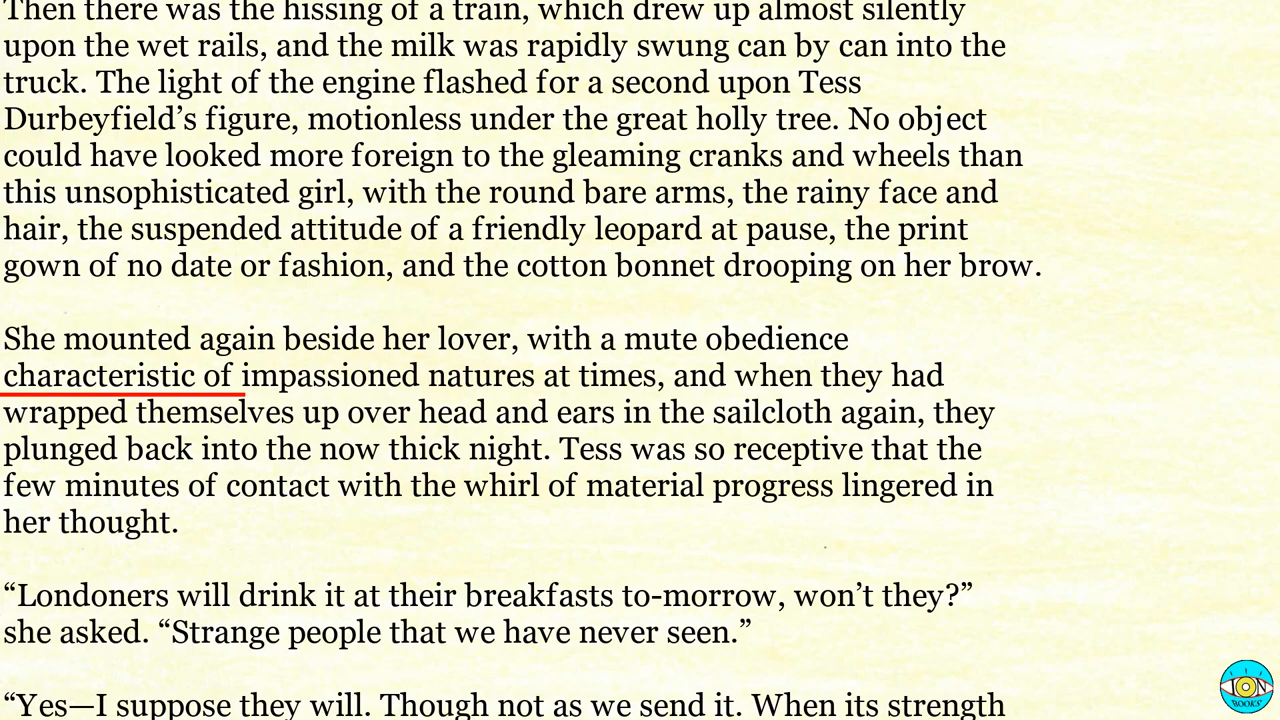 Then there was the hissing of a train, which drew up almost silently
upon the wet rails, and the milk was rapidly swung can by can into the
truck. The light of the engine flashed for a second upon Tess
Durbeyfield’s figure, motionless under the great holly tree. No object
could have looked more foreign to the gleaming cranks and wheels than
this unsophisticated girl, with the round bare arms, the rainy face and
hair, the suspended attitude of a friendly leopard at pause, the print
gown of no date or fashion, and the cotton bonnet drooping on her brow.
She mounted again beside her lover, with a mute obedience
characteristic of impassioned natures at times, and when they had
wrapped themselves up over head and ears in the sailcloth again, they
plunged back into the now thick night. Tess was so receptive that the
few minutes of contact with the whirl of material progress lingered in
her thought.
“Londoners will drink it at their breakfasts to-morrow, won’t they?”
she asked. “Strange people that we have never seen.”
“Yes—I suppose they will. Though not as we send it. When its strength
ION
BOOKS